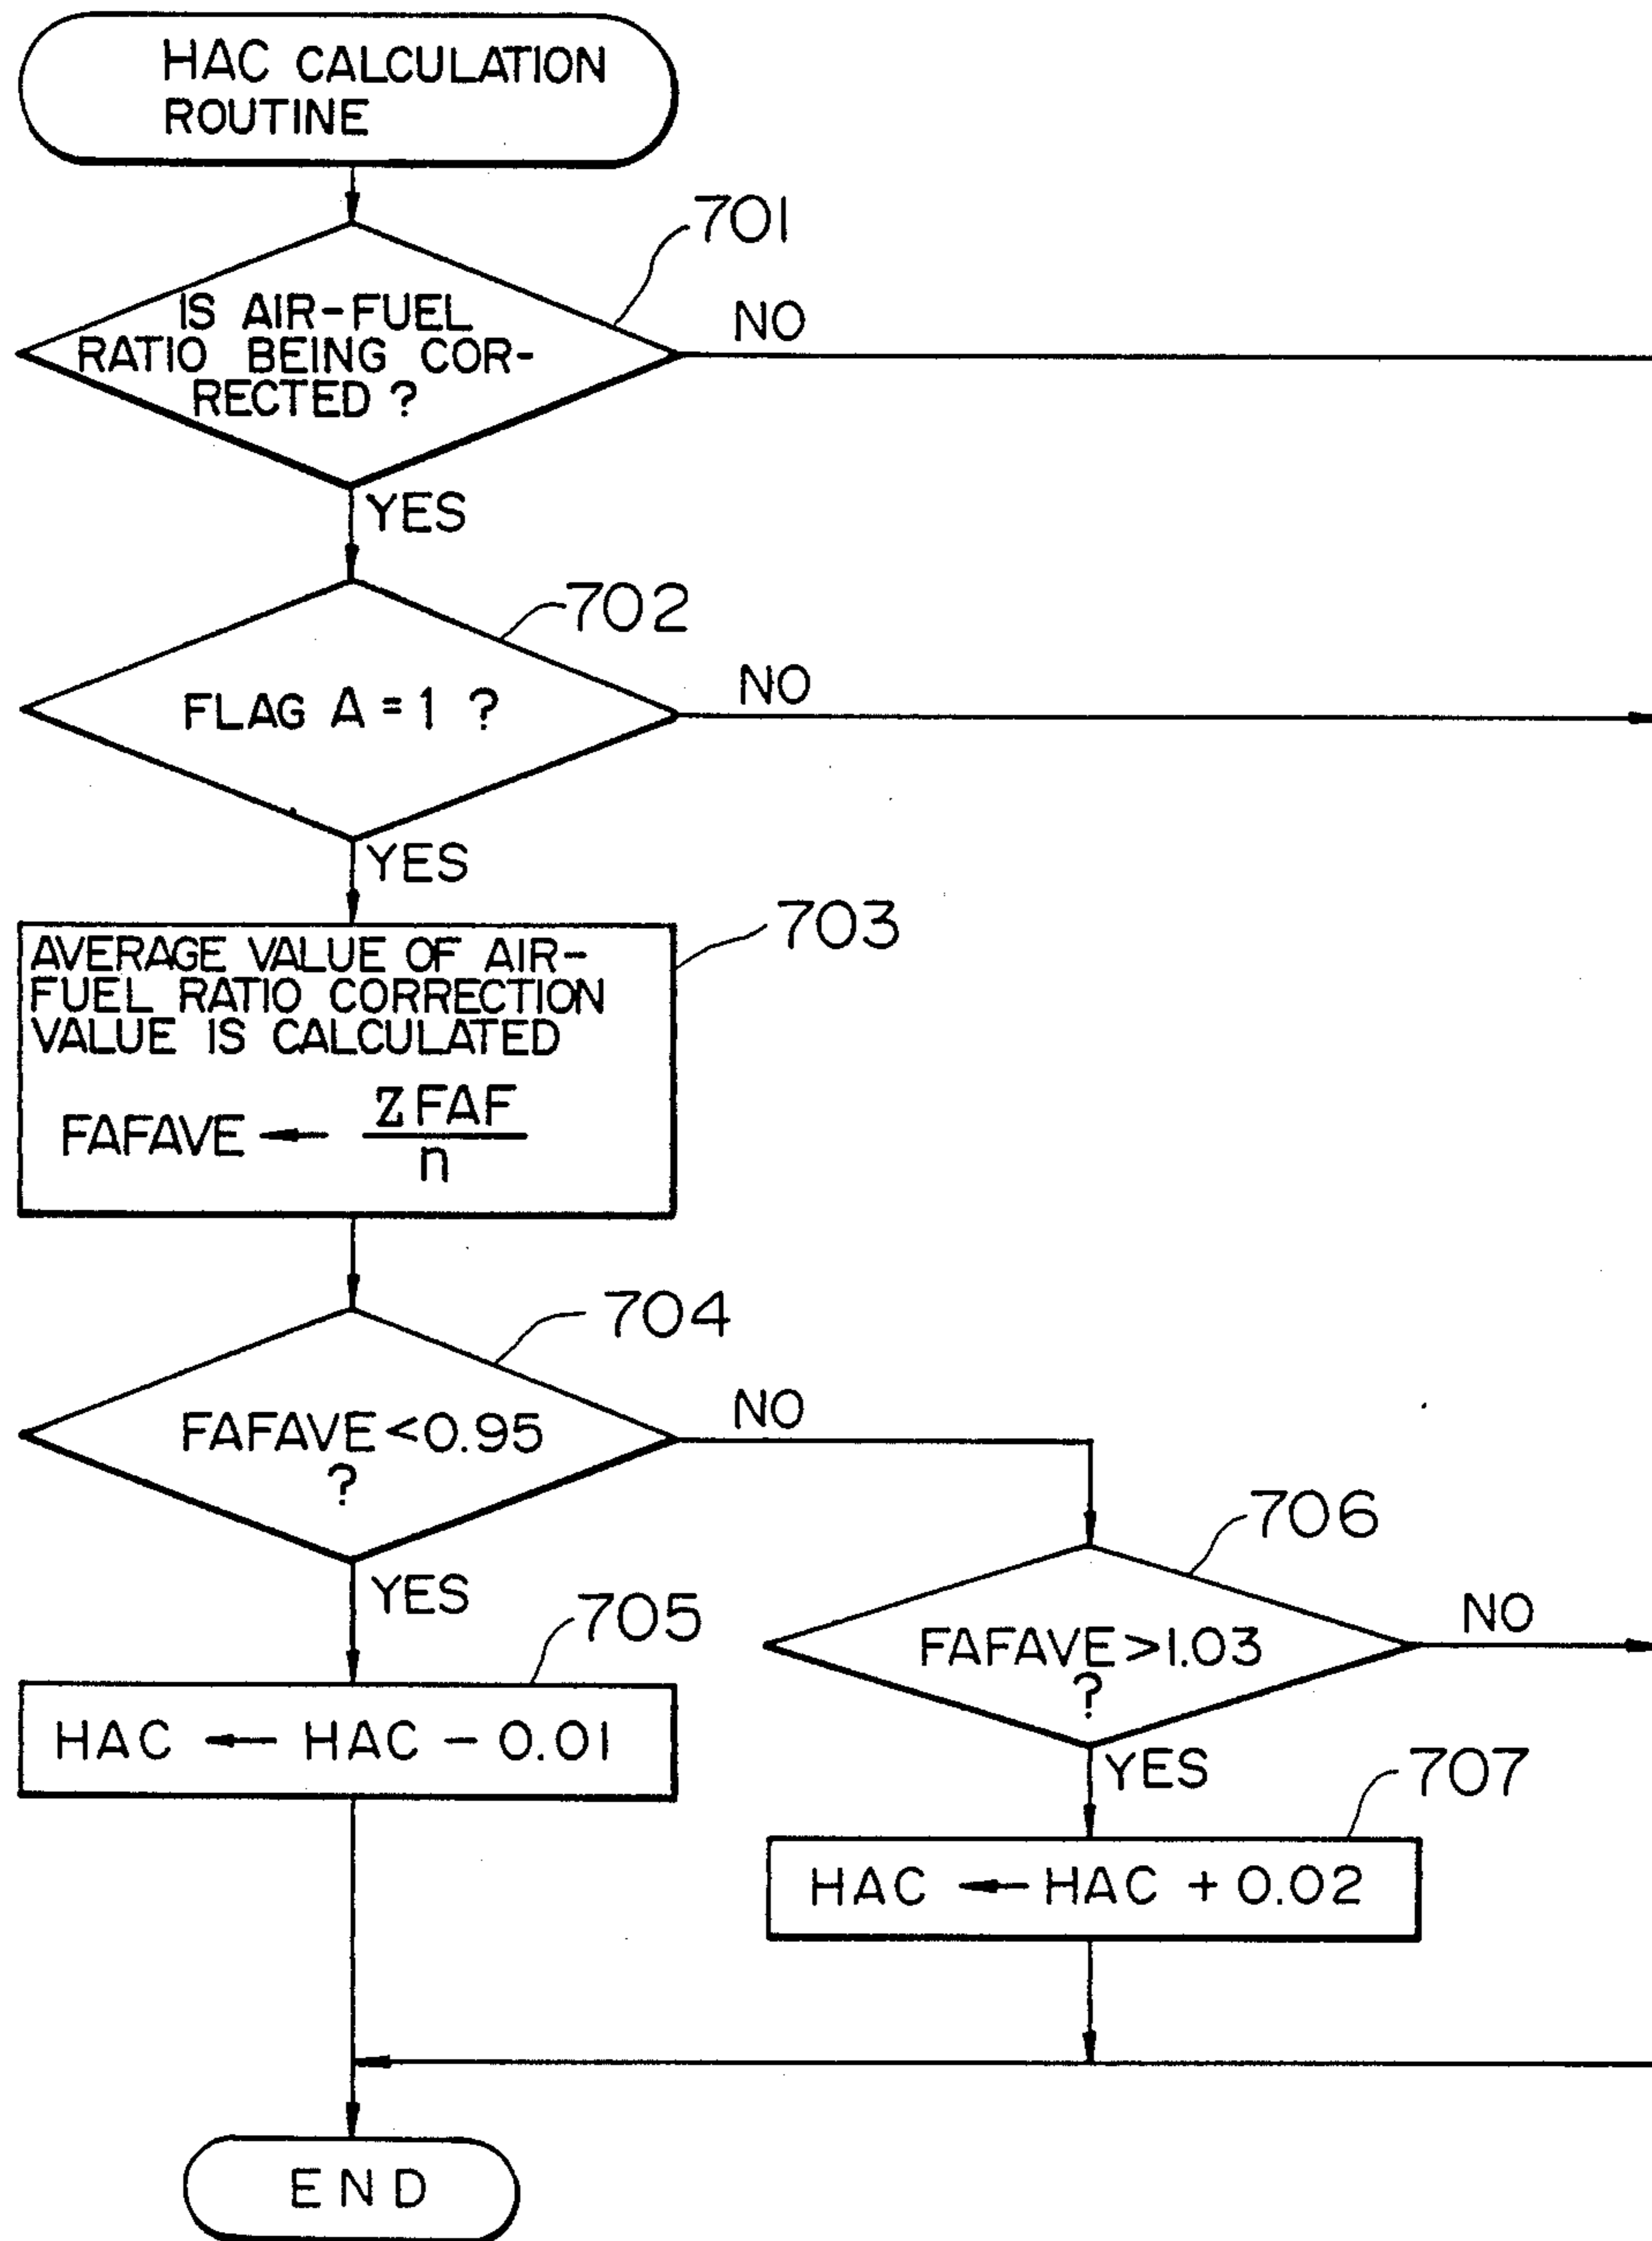 HAC CALCULATION
ROUTINE
701
IS AIR-FUEL
RATIO BEING COR-
RECTED ?
NO
YES
702
FLAG A = 1 ?
NO
YES
703
AVERAGE VALUE OF AIR-
FUEL RATIO CORRECTION
VALUE IS CALCULATED
FAFAVE ← Σ FAF / n
704
FAFAVE < 0.95
?
NO
YES
705
HAC ← HAC - 0.01
706
FAFAVE > 1.03
?
NO
YES
707
HAC ← HAC + 0.02
END